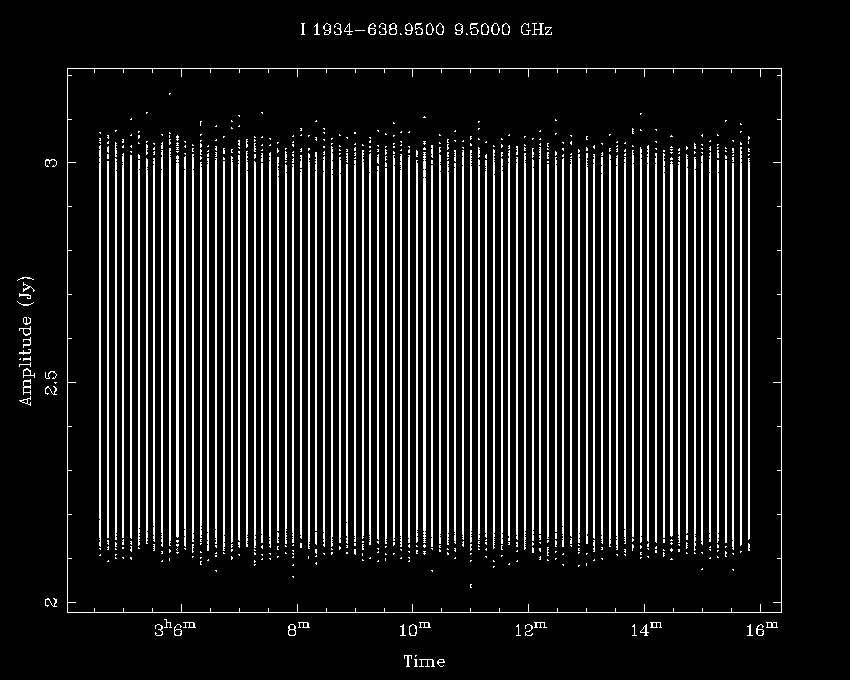 I 1934−638.9500 9.5000 GHz
3
2.5
2
Amplitude (Jy)
3ʰ6ᵐ 8ᵐ 10ᵐ 12ᵐ 14ᵐ 16ᵐ
Time